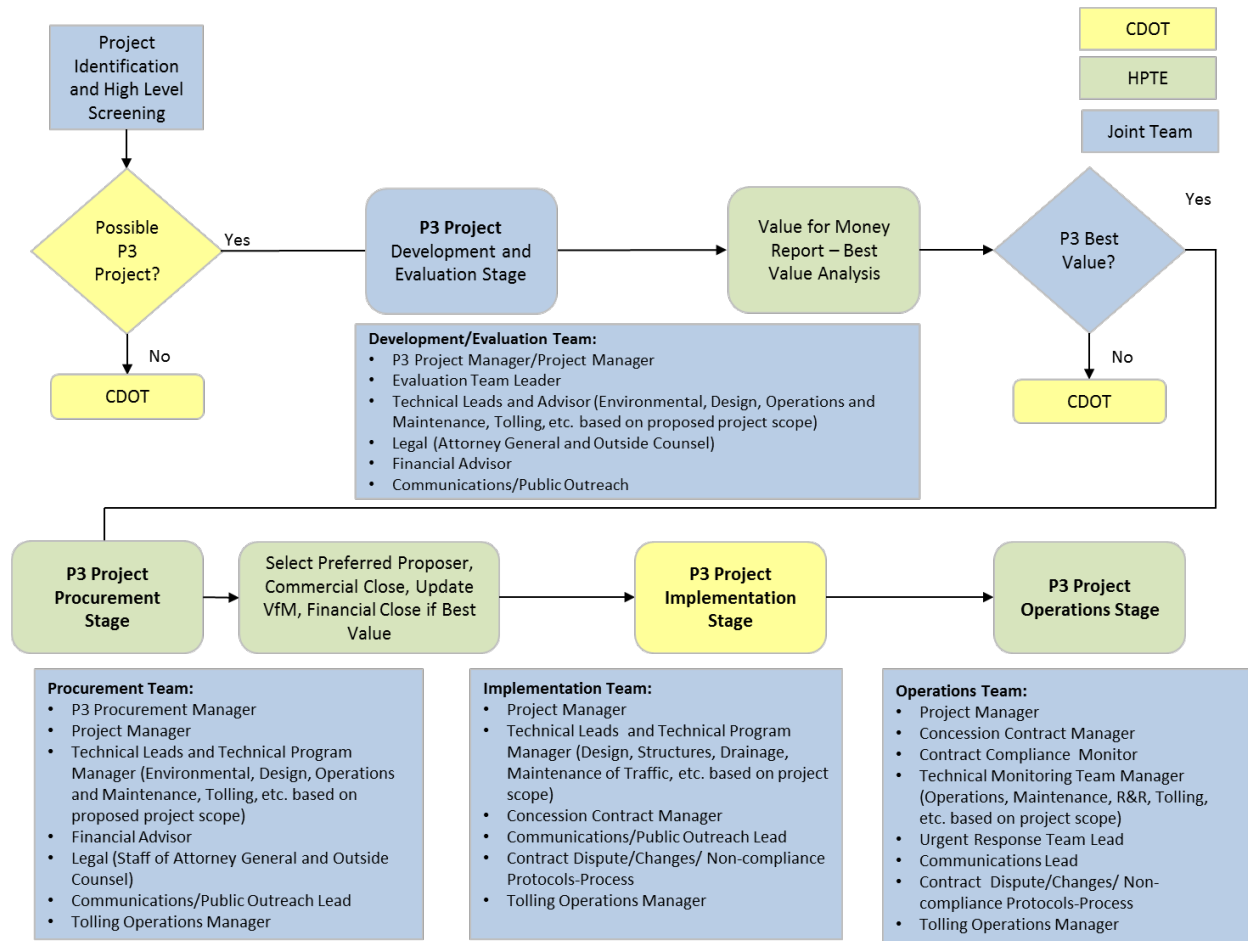 Project
Identification
and High Level
Screening
CDOT
HPTE
Joint Team
Possible
P3
Project?
Yes
No
CDOT
P3 Project
Development and
Evaluation Stage
Value for Money
Report – Best
Value Analysis
P3 Best
Value?
Yes
No
CDOT
Development/Evaluation Team:
• P3 Project Manager/Project Manager
• Evaluation Team Leader
• Technical Leads and Advisor (Environmental, Design, Operations and
Maintenance, Tolling, etc. based on proposed project scope)
• Legal (Attorney General and Outside Counsel)
• Financial Advisor
• Communications/Public Outreach
P3 Project
Procurement
Stage
Select Preferred Proposer,
Commercial Close, Update
VfM, Financial Close if Best
Value
P3 Project
Implementation
Stage
P3 Project
Operations Stage
Procurement Team:
• P3 Procurement Manager
• Project Manager
• Technical Leads and Technical Program
Manager (Environmental, Design, Operations
and Maintenance, Tolling, etc. based on
proposed project scope)
• Financial Advisor
• Legal (Staff of Attorney General and Outside
Counsel)
• Communications/Public Outreach Lead
• Tolling Operations Manager
Implementation Team:
• Project Manager
• Technical Leads and Technical Program
Manager (Design, Structures, Drainage,
Maintenance of Traffic, etc. based on project
scope)
• Concession Contract Manager
• Communications/Public Outreach Lead
• Contract Dispute/Changes/ Non-compliance
Protocols-Process
• Tolling Operations Manager
Operations Team:
• Project Manager
• Concession Contract Manager
• Contract Compliance Monitor
• Technical Monitoring Team Manager
(Operations, Maintenance, R&R, Tolling,
etc. based on project scope)
• Urgent Response Team Lead
• Communications Lead
• Contract Dispute/Changes/ Non-
compliance Protocols-Process
• Tolling Operations Manager